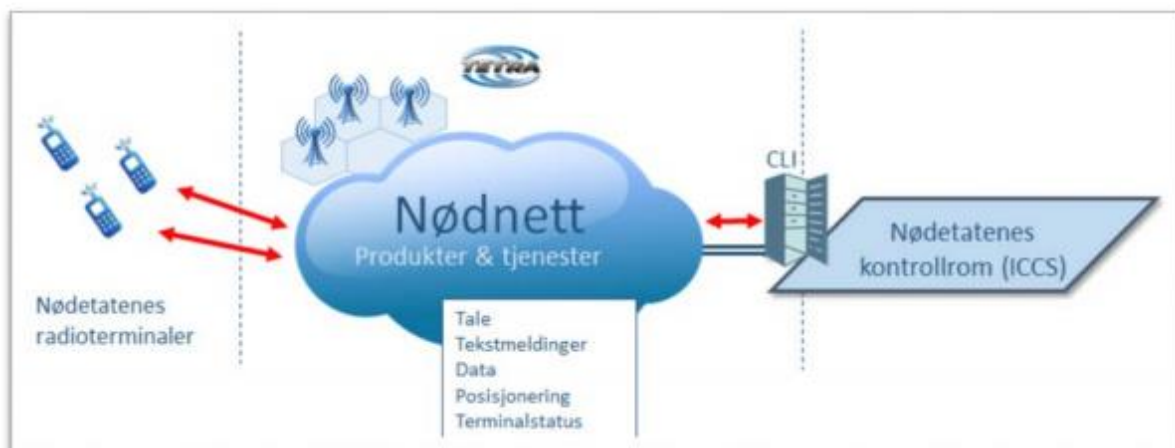 TETRA
CLI
Nødnett
Produkter & tjenester
Nødetatenes
kontrollrom (ICCS)
Nødetatenes
radioterminaler
Tale
Tekstmeldinger
Data
Posisjonering
Terminalstatus